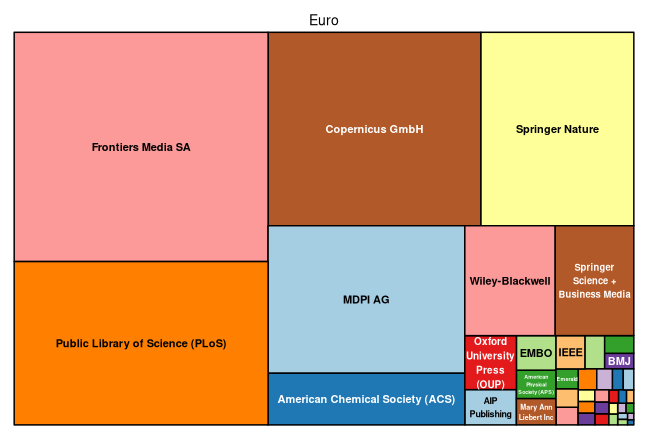 Euro
Frontiers Media SA
Copernicus GmbH
Springer Nature
Public Library of Science (PLoS)
MDPI AG
American Chemical Society (ACS)
Wiley-Blackwell
Springer
Science +
Business Media
Oxford
University
Press
(OUP)
EMBO
IEEE
BMJ
American
Physical
Society (APS)
Emerald
AIP
Publishing
Mary Ann
Liebert Inc